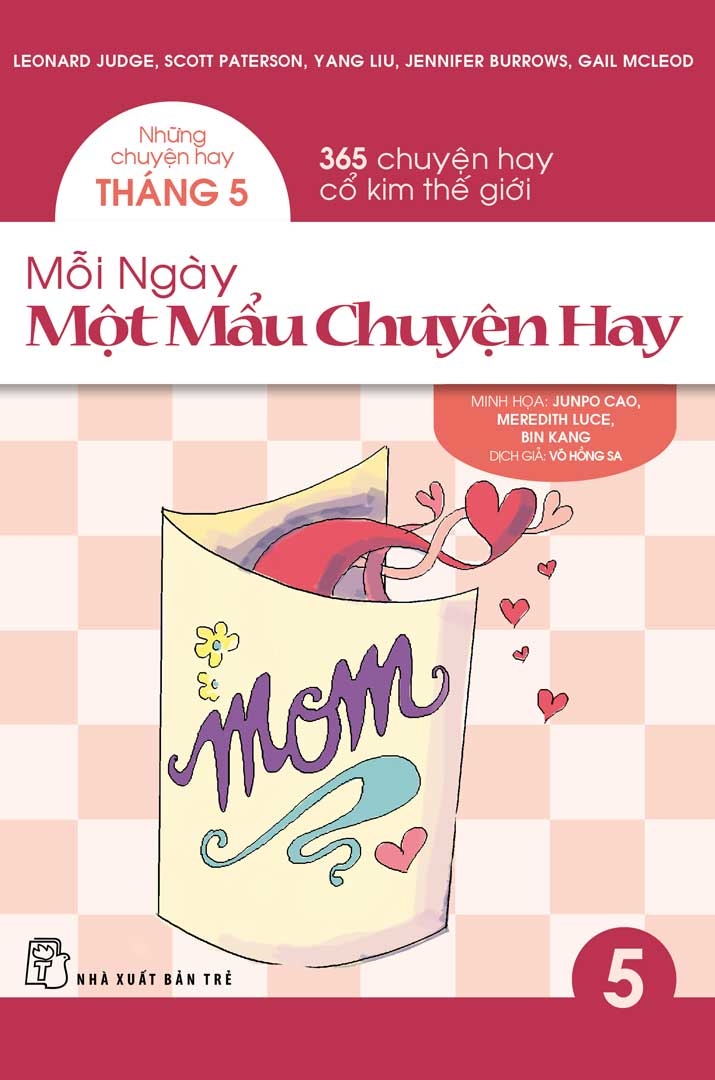 LEONARD JUDGE, SCOTT PATERSON, YANG LIU, JENNIFER BURROWS, GAIL MCLEOD
Những
chuyện hay
THÁNG 5
365 chuyện hay
cổ kim thế giới
Mỗi Ngày
Một Mẩu Chuyện Hay
MINH HỌA: JUNPO CAO,
MEREDITH LUCE,
BIN KANG
DỊCH GIẢ: VÕ HỒNG SA
mom
T
NHÀ XUẤT BẢN TRẺ
5